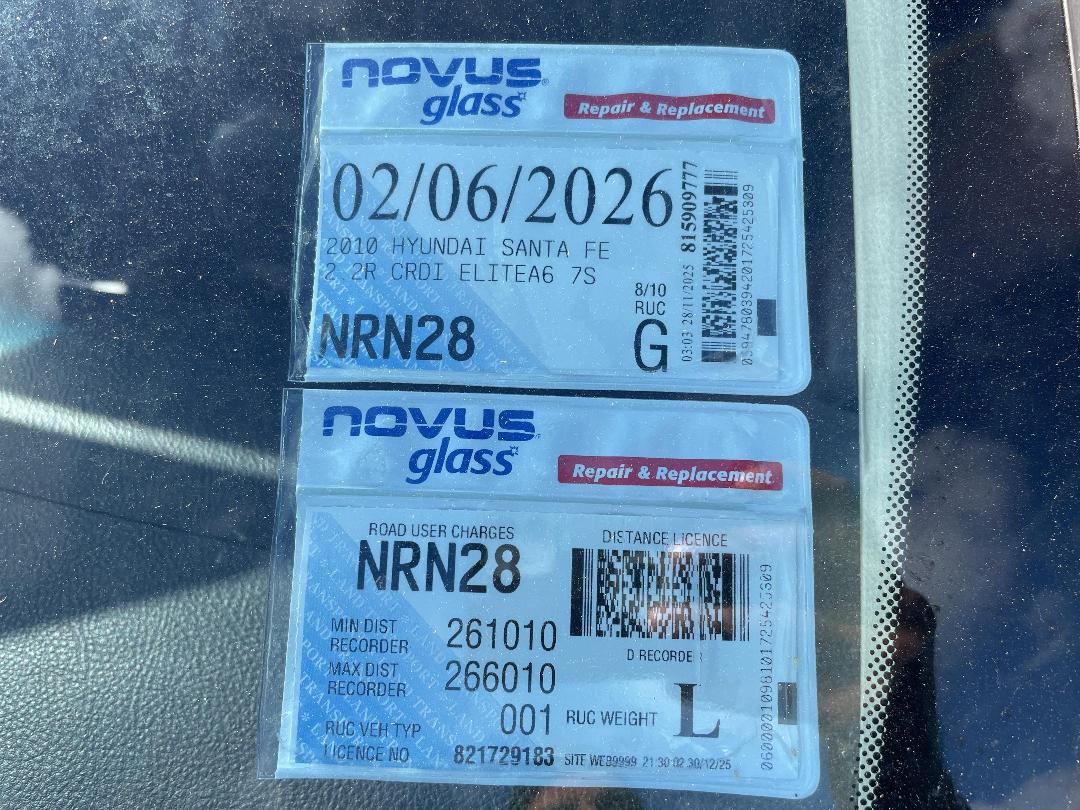 novus®
glass
Repair & Replacement
02/06/2026
2010 HYUNDAI SANTA FE
2.2R CRDI ELITEA6 7S
8/10
RUC
NRN28
G
03:03 28/11/2025 815909777
novus
glass
Repair & Replacement
ROAD USER CHARGES
DISTANCE LICENCE
NRN28
MIN DIST
RECORDER
261010
D RECORDER
MAX DIST
RECORDER
266010
RUC VEH TYP
001
RUC WEIGHT L
LICENCE NO
821729183
SITE WEB9999 21:30:02 30/12/25